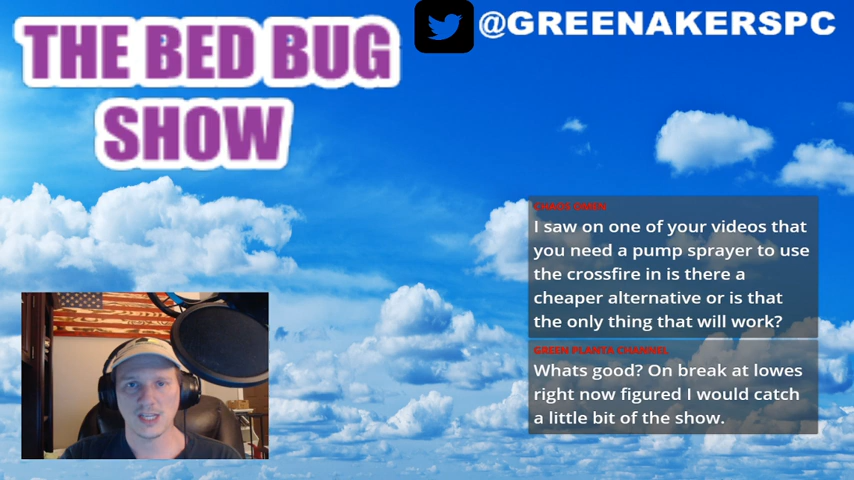 THE BED BUG
SHOW
@GREENAKERSPC
I saw on one of your videos that
you need a pump sprayer to use
the crossfire in is there a
cheaper alternative or is that
the only thing that will work?
GREEN PLANTA CHANNEL
Whats good? On break at lowes
right now figured I would catch
a little bit of the show.